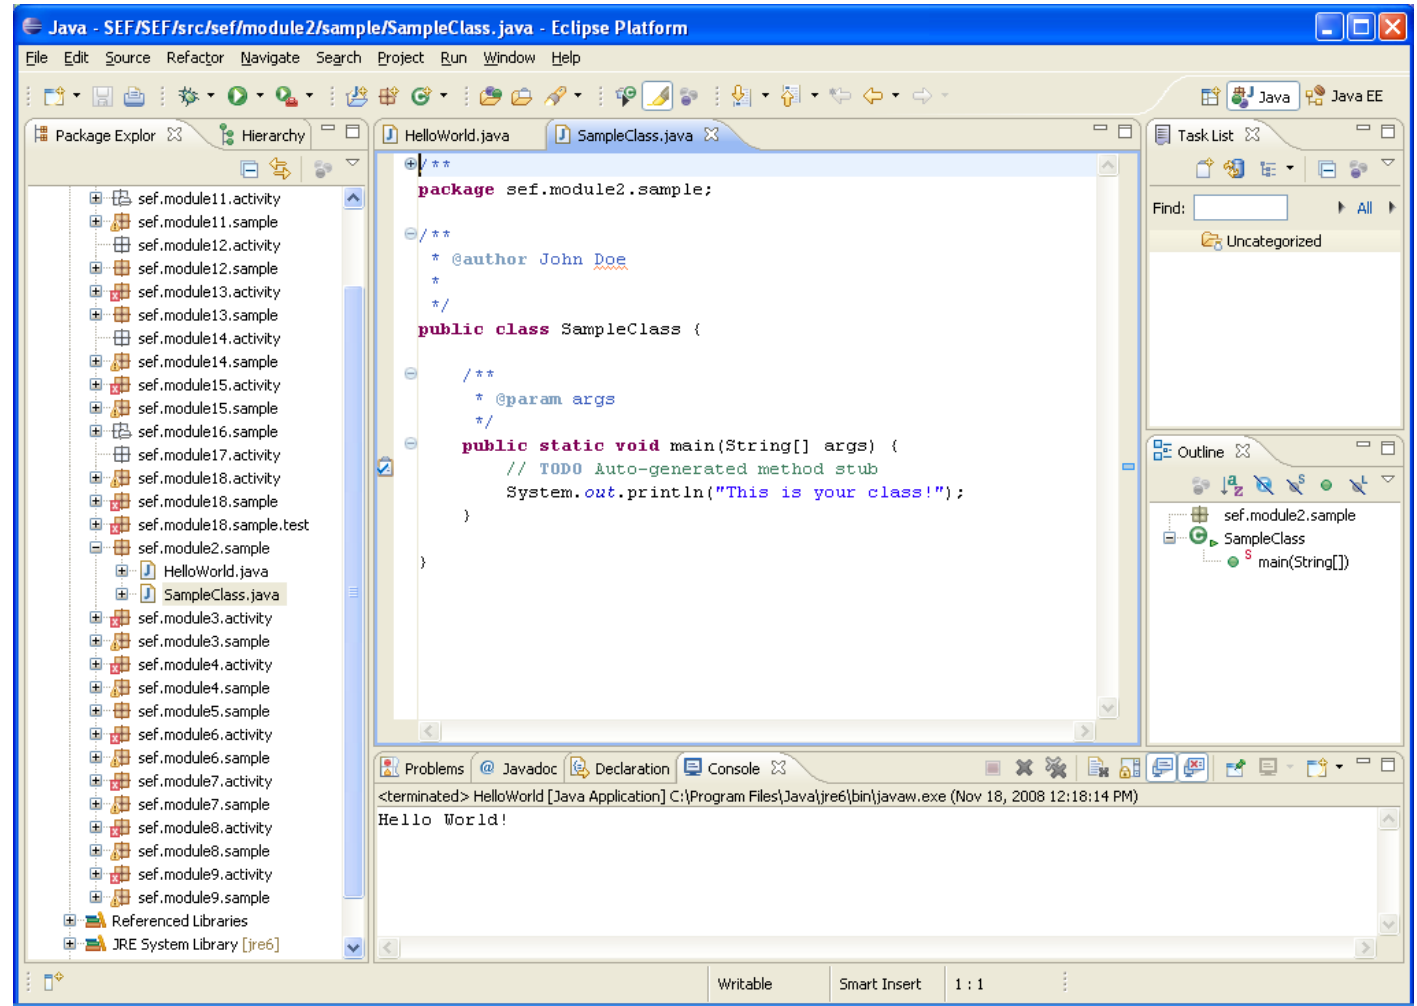 Java - SEF/SEF/src/sef/module2/sample/SampleClass.java - Eclipse Platform
File Edit Source Refactor Navigate Search Project Run Window Help
Java Java EE
Package Explor Hierarchy
sef.module11.activity
sef.module11.sample
sef.module12.activity
sef.module12.sample
sef.module13.activity
sef.module13.sample
sef.module14.activity
sef.module14.sample
sef.module15.activity
sef.module15.sample
sef.module16.sample
sef.module17.activity
sef.module18.activity
sef.module18.sample
sef.module18.sample.test
sef.module2.sample
HelloWorld.java
SampleClass.java
sef.module3.activity
sef.module3.sample
sef.module4.activity
sef.module4.sample
sef.module5.sample
sef.module6.activity
sef.module6.sample
sef.module7.activity
sef.module7.sample
sef.module8.activity
sef.module8.sample
sef.module9.activity
sef.module9.sample
Referenced Libraries
JRE System Library [jre6]
HelloWorld.java SampleClass.java
/**
package sef.module2.sample;
/**
* @author John Doe
*
*/
public class SampleClass {
/**
* @param args
*/
public static void main(String[] args) {
// TODO Auto-generated method stub
System.out.println("This is your class!");
}
}
Task List
Find: All
Uncategorized
Outline
sef.module2.sample
SampleClass
main(String[])
Problems @ Javadoc Declaration Console
<terminated> HelloWorld [Java Application] C:\Program Files\Java\jre6\bin\javaw.exe (Nov 18, 2008 12:18:14 PM)
Hello World!
Writable Smart Insert 1 : 1